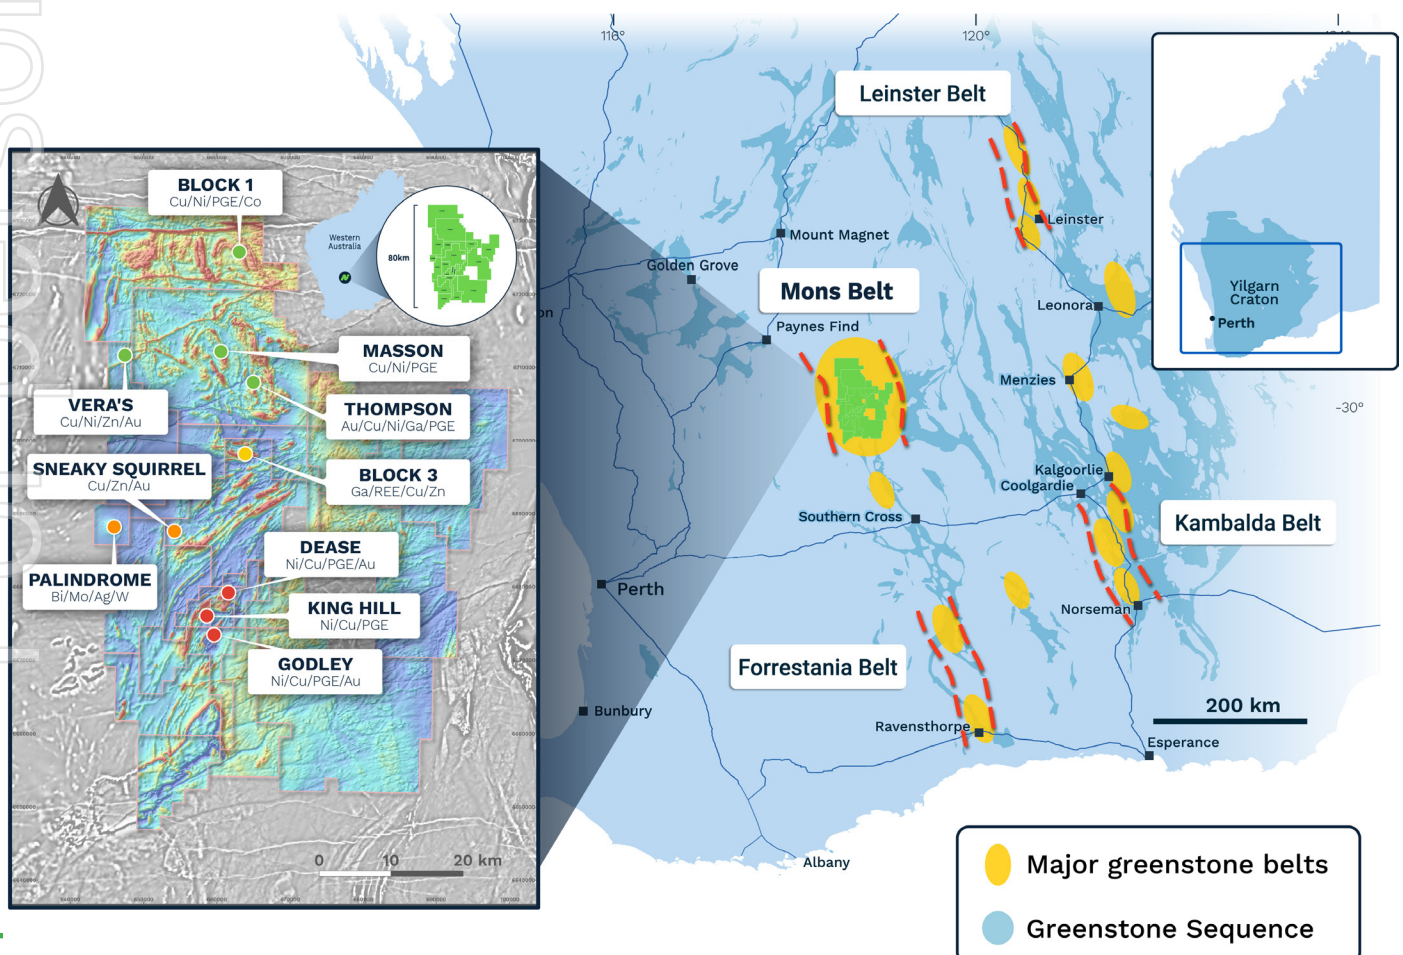 116°
120°
Leinster Belt
Leinster
Mount Magnet
Golden Grove
Mons Belt
Paynes Find
Leonora
Menzies
-30°
Kalgoorlie
Coolgardie
Southern Cross
Kambalda Belt
Norseman
Perth
Forrestania Belt
Bunbury
Ravensthorpe
200 km
Esperance
Albany
on
Yilgarn
Craton
Perth
Major greenstone belts
Greenstone Sequence
BLOCK 1
Cu/Ni/PGE/Co
Western
Australia
80km
MASSON
Cu/Ni/PGE
VERA'S
Cu/Ni/Zn/Au
THOMPSON
Au/Cu/Ni/Ga/PGE
SNEAKY SQUIRREL
Cu/Zn/Au
BLOCK 3
Ga/REE/Cu/Zn
DEASE
Ni/Cu/PGE/Au
PALINDROME
Bi/Mo/Ag/W
KING HILL
Ni/Cu/PGE
GODLEY
Ni/Cu/PGE/Au
0 10 20 km